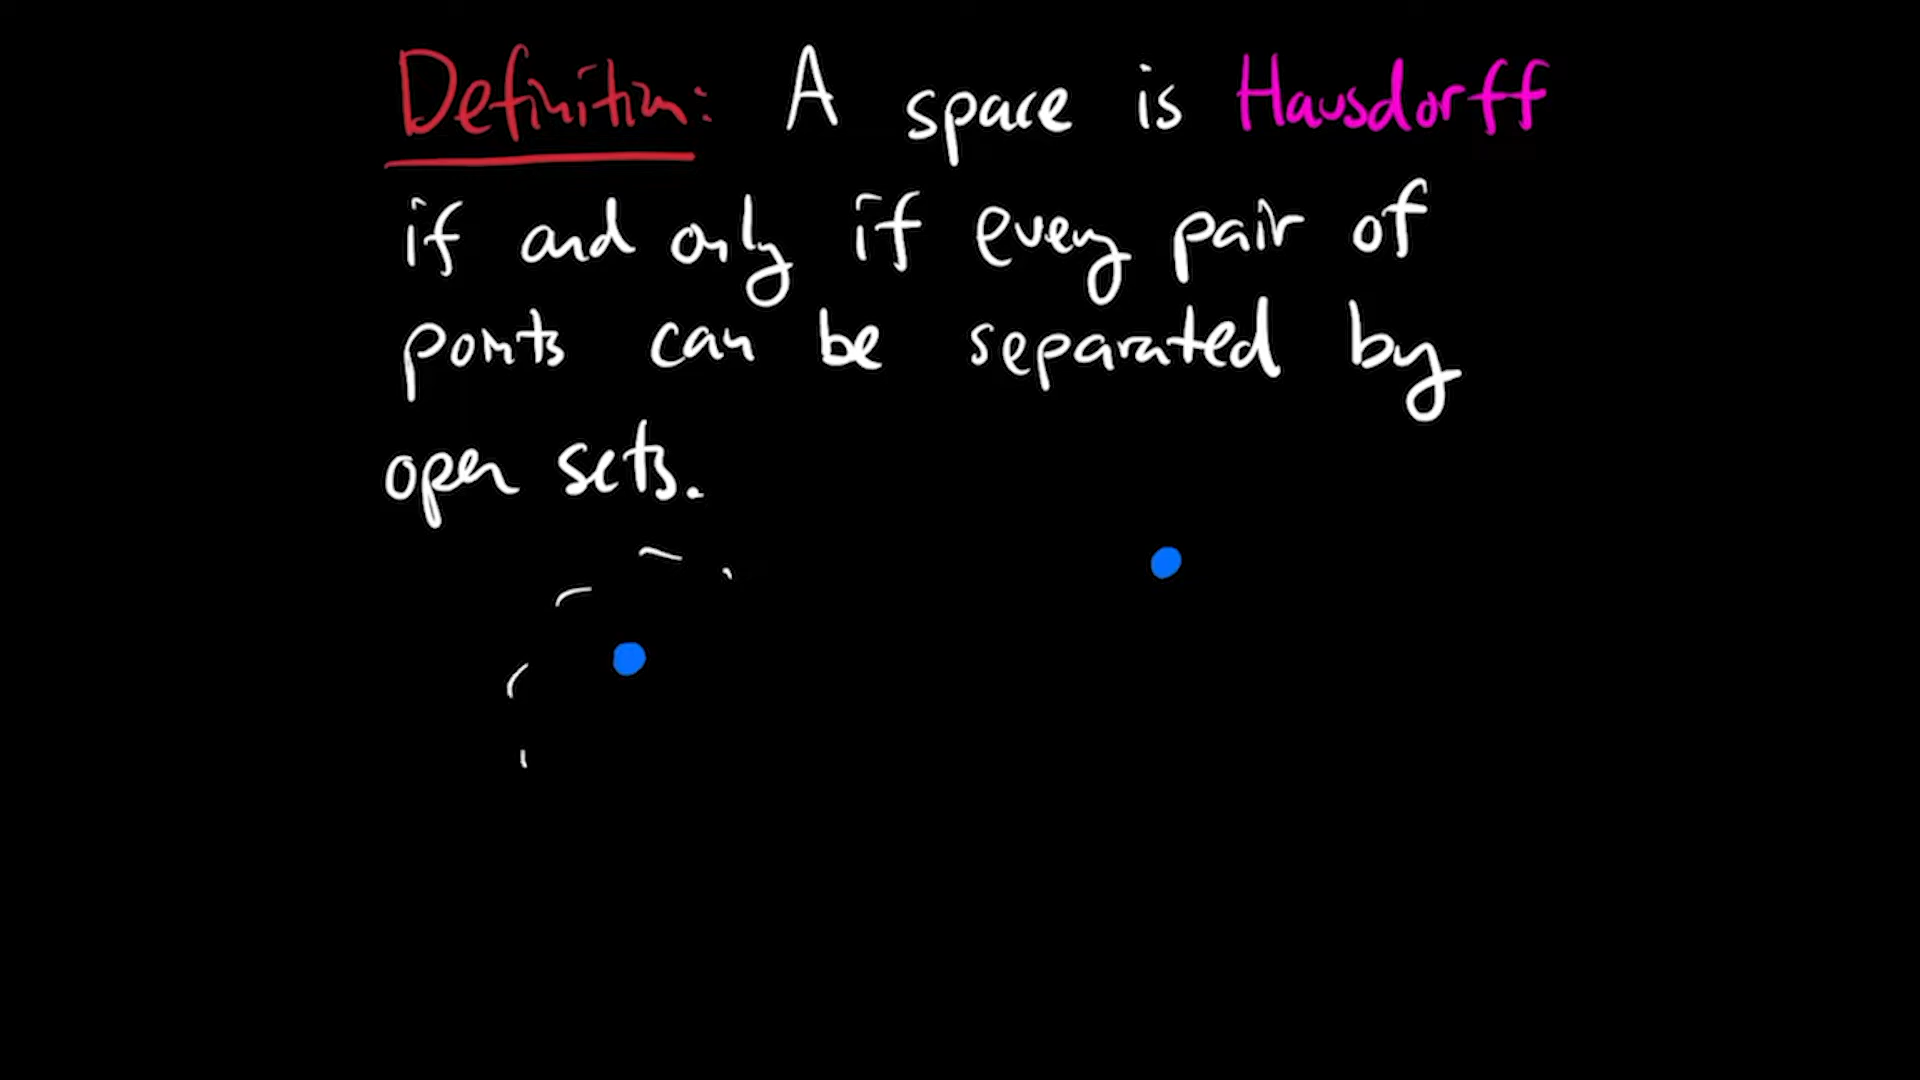 Definition: A space is Hausdorff
if and only if every pair of
points can be separated by
open sets.